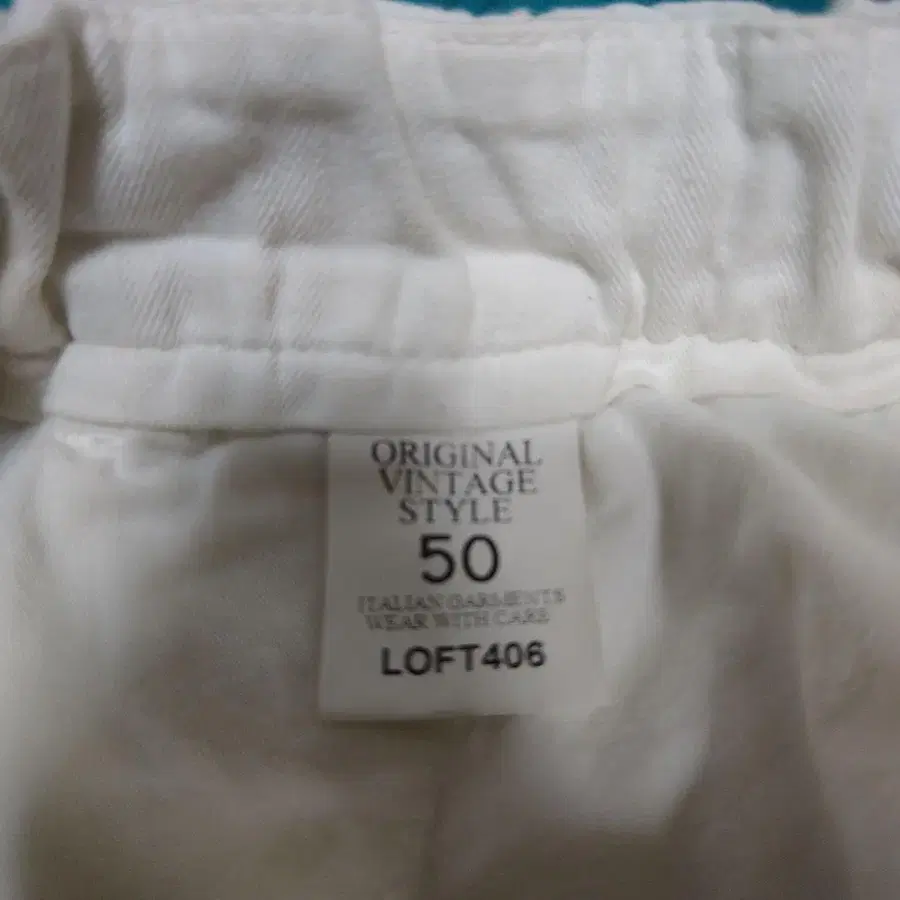 ORIGINAL
VINTAGE
STYLE
50
ITALIAN GARMENTS
WEAR WITH CARE
LOFT406